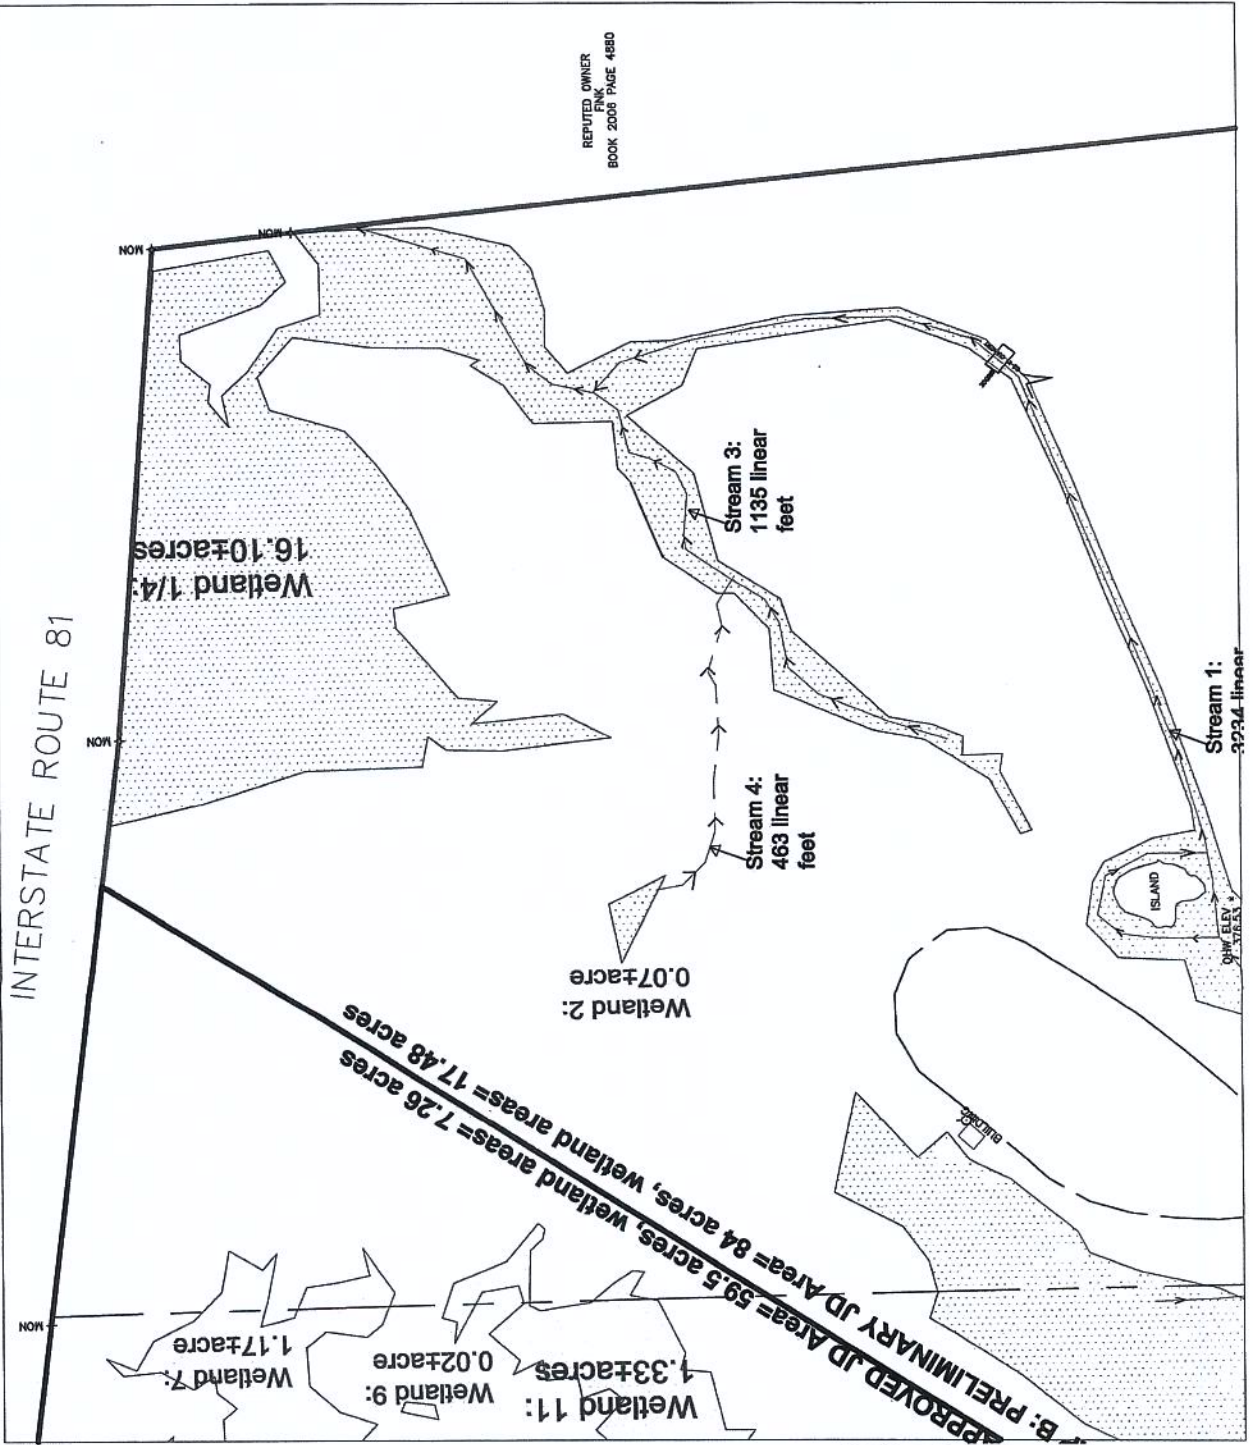 REPUTED OWNER
FINK
BOOK 2006 PAGE 4880
MON
MON
MON
MON
INTERSTATE ROUTE 81
Wetland 1/4:
16.10±acres
Stream 3:
1135 linear
feet
Stream 4:
463 linear
feet
Stream 1:
3234 linear
Wetland 2:
0.07±acre
ISLAND
OHW ELEV
BUILDING
APPROVED JD Area= 59.5 acres, wetland areas= 7.26 acres
B: PRELIMINARY JD Area= 84 acres, wetland areas= 17.48 acres
Wetland 7:
1.17±acre
Wetland 9:
0.02±acre
Wetland 11:
1.33±acres